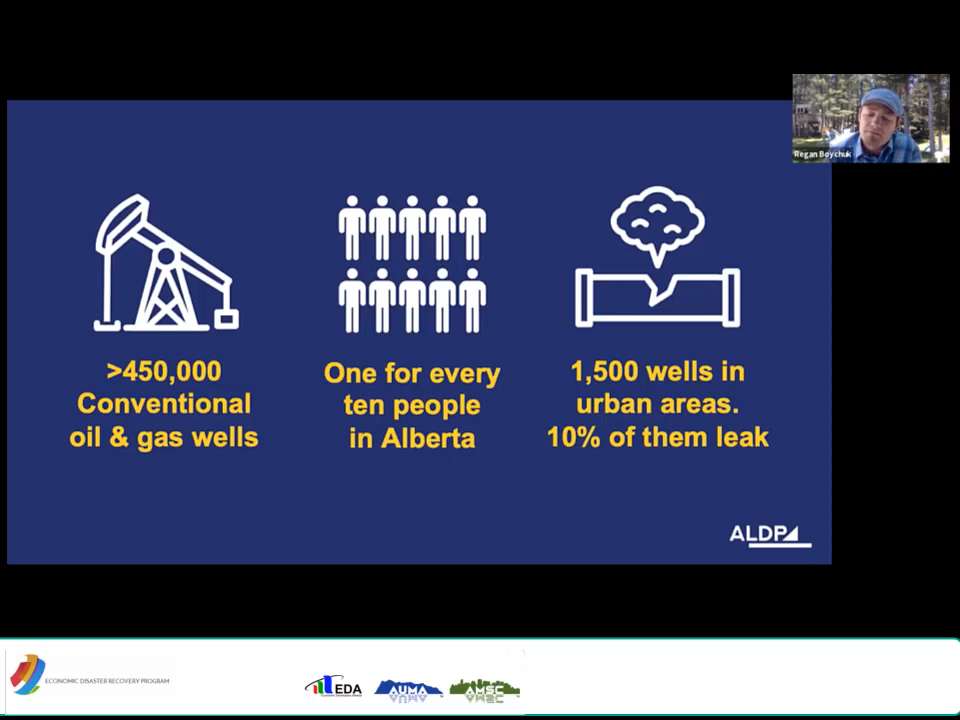 Regan Boychuk
>450,000
Conventional
oil & gas wells
One for every
ten people
in Alberta
1,500 wells in
urban areas.
10% of them leak
ALDP
ECONOMIC DISASTER RECOVERY PROGRAM
EDA
AUMA
AMSC